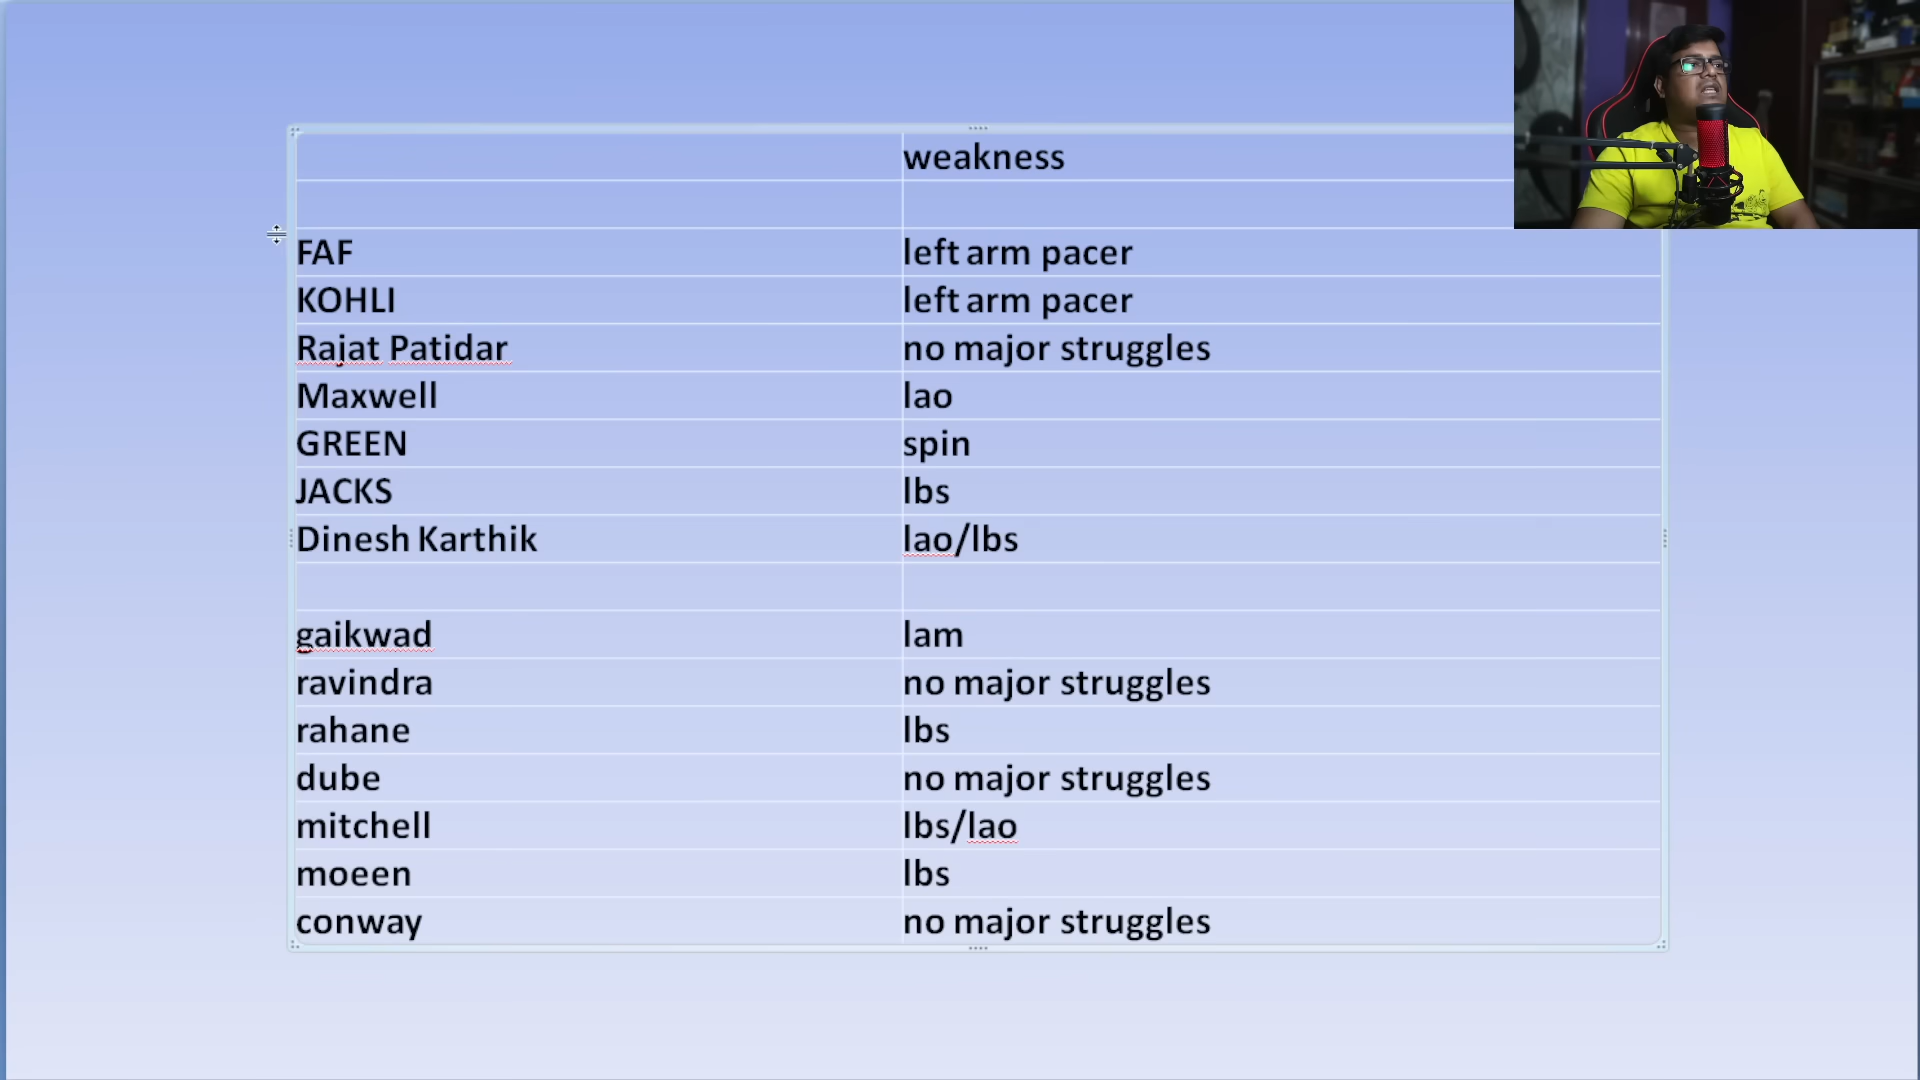 weakness
FAF left arm pacer
KOHLI left arm pacer
Rajat Patidar no major struggles
Maxwell lao
GREEN spin
JACKS lbs
Dinesh Karthik lao/lbs
gaikwad lam
ravindra no major struggles
rahane lbs
dube no major struggles
mitchell lbs/lao
moeen lbs
conway no major struggles